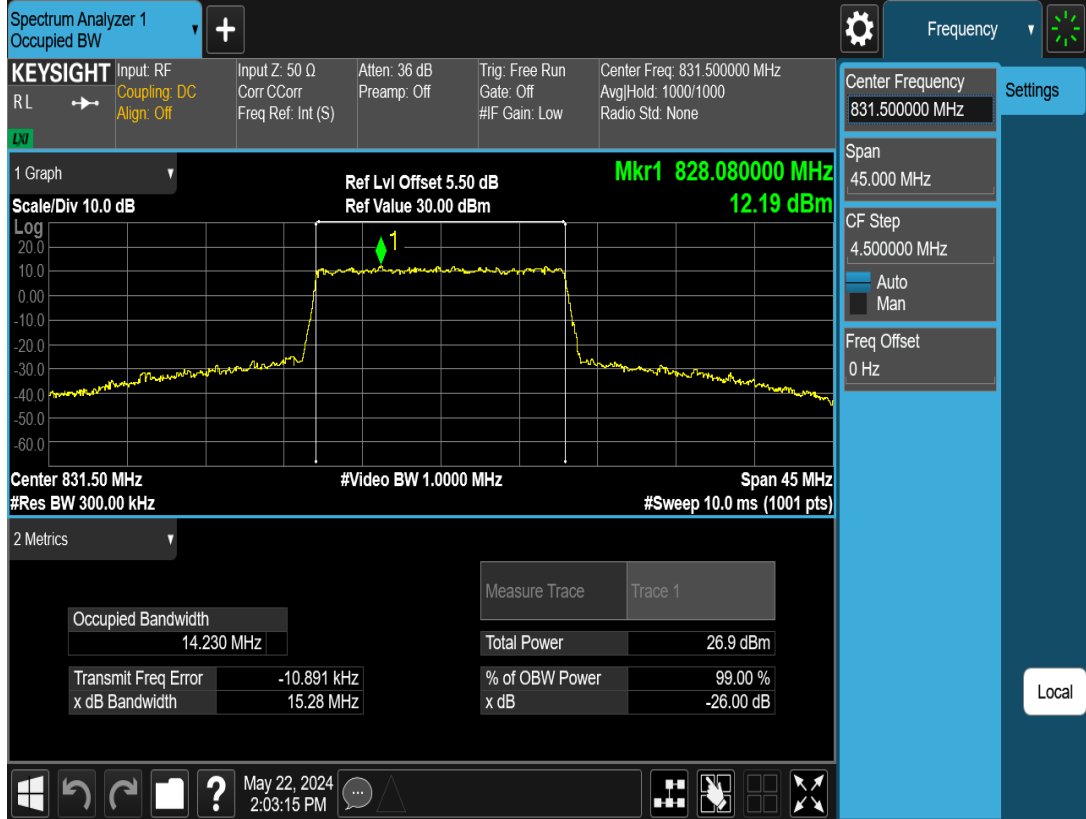 Spectrum Analyzer 1
Occupied BW
+
Frequency
KEYSIGHT
RL
LXI
Input: RF
Coupling: DC
Align: Off
Input Z: 50 Ω
Corr CCorr
Freq Ref: Int (S)
Atten: 36 dB
Preamp: Off
Trig: Free Run
Gate: Off
#IF Gain: Low
Center Freq: 831.500000 MHz
Avg|Hold: 1000/1000
Radio Std: None
Center Frequency
831.500000 MHz
Settings
Span
45.000 MHz
CF Step
4.500000 MHz
Auto
Man
Freq Offset
0 Hz
Local
1 Graph
Scale/Div 10.0 dB
Ref Lvl Offset 5.50 dB
Ref Value 30.00 dBm
Mkr1 828.080000 MHz
12.19 dBm
Log
1
20.0
10.0
0.00
-10.0
-20.0
-30.0
-40.0
-50.0
-60.0
Center 831.50 MHz
#Video BW 1.0000 MHz
Span 45 MHz
#Res BW 300.00 kHz
#Sweep 10.0 ms (1001 pts)
2 Metrics
Measure Trace Trace 1
Occupied Bandwidth
14.230 MHz
Total Power 26.9 dBm
Transmit Freq Error -10.891 kHz
% of OBW Power 99.00 %
x dB Bandwidth 15.28 MHz
x dB -26.00 dB
?
May 22, 2024
2:03:15 PM